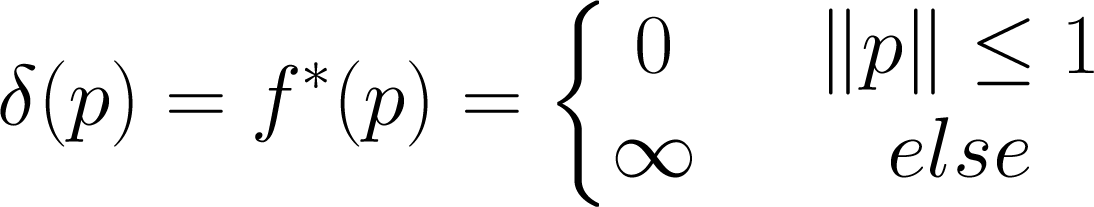 δ(p) = f*(p) = { 0 ||p|| ≤ 1
∞ else